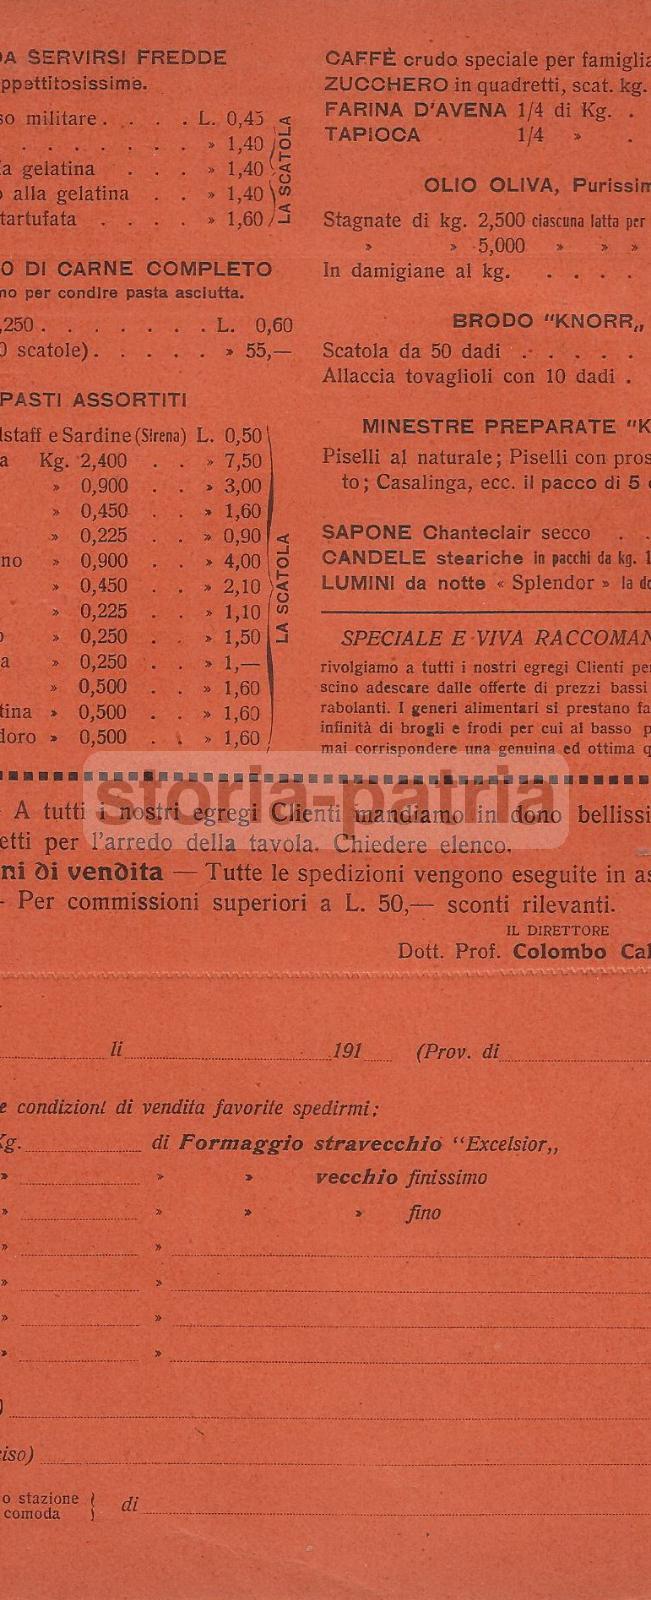 DA SERVIRSI FREDDE
appettitosissime.
so militare . . . . L. 0,45
. . . . . . . » 1,40
a gelatina . . . » 1,40
o alla gelatina . . » 1,40
tartufata . . . . » 1,60
LA SCATOLA
O DI CARNE COMPLETO
mo per condire pasta asciutta.
,250 . . . . . . . L. 0,60
0 scatole) . . . . . » 55,—
PASTI ASSORTITI
lstaff e Sardine (Sirena) L. 0,50
a Kg. 2,400 . . » 7,50
» 0,900 . . » 3,00
» 0,450 . . » 1,60
» 0,225 . . » 0,90
no » 0,900 . . » 4,00
» 0,450 . . » 2,10
» 0,225 . . » 1,10
» 0,250 . . » 1,50
a » 0,250 . . » 1,—
» 0,500 . . » 1,60
tina » 0,500 . . » 1,60
doro » 0,500 . . » 1,60
LA SCATOLA
CAFFÈ crudo speciale per famiglia
ZUCCHERO in quadretti, scat. kg.
FARINA D'AVENA 1/4 di Kg. .
TAPIOCA 1/4 » .
OLIO OLIVA, Purissim
Stagnate di kg. 2,500 ciascuna latta per
» » 5,000 » » »
In damigiane al kg. . . . .
BRODO "KNORR„
Scatola da 50 dadi . . . . .
Allaccia tovaglioli con 10 dadi .
MINESTRE PREPARATE "K
Piselli al naturale; Piselli con pros
to; Casalinga, ecc. il pacco di 5
SAPONE Chanteclair secco . .
CANDELE steariche in pacchi da kg. 1
LUMINI da notte « Splendor » la do
SPECIALE E VIVA RACCOMAN
rivolgiamo a tutti i nostri egregi Clienti per
scino adescare dalle offerte di prezzi bassi
rabolanti. I generi alimentari si prestano fa
infinità di brogli e frodi per cui al basso p
mai corrispondere una genuina ed ottima q
storia-patria
- A tutti i nostri egregi Clienti mandiamo in dono bellissi
etti per l'arredo della tavola. Chiedere elenco.
ni di vendita — Tutte le spedizioni vengono eseguite in as
- Per commissioni superiori a L. 50,— sconti rilevanti.
IL DIRETTORE
Dott. Prof. Colombo Cal
li 191 (Prov. di
e condizioni di vendita favorite spedirmi:
Kg. di Formaggio stravecchio "Excelsior„
» » » vecchio finissimo
» » » » fino
» »
» »
» »
» »
)
ciso)
o stazione
comoda } di